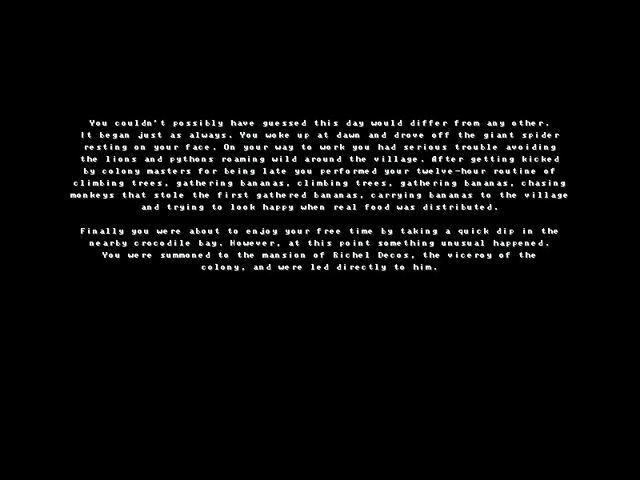 You couldn't possibly have guessed this day would differ from any other.
It began just as always. You woke up at dawn and drove off the giant spider
resting on your face. On your way to work you had serious trouble avoiding
the lions and pythons roaming wild around the village. After getting kicked
by colony masters for being late you performed your twelve-hour routine of
climbing trees, gathering bananas, climbing trees, gathering bananas, chasing
monkeys that stole the first gathered bananas, carrying bananas to the village
and trying to look happy when real food was distributed.
Finally you were about to enjoy your free time by taking a quick dip in the
nearby crocodile bay. However, at this point something unusual happened.
You were summoned to the mansion of Richel Decos, the viceroy of the
colony, and were led directly to him.